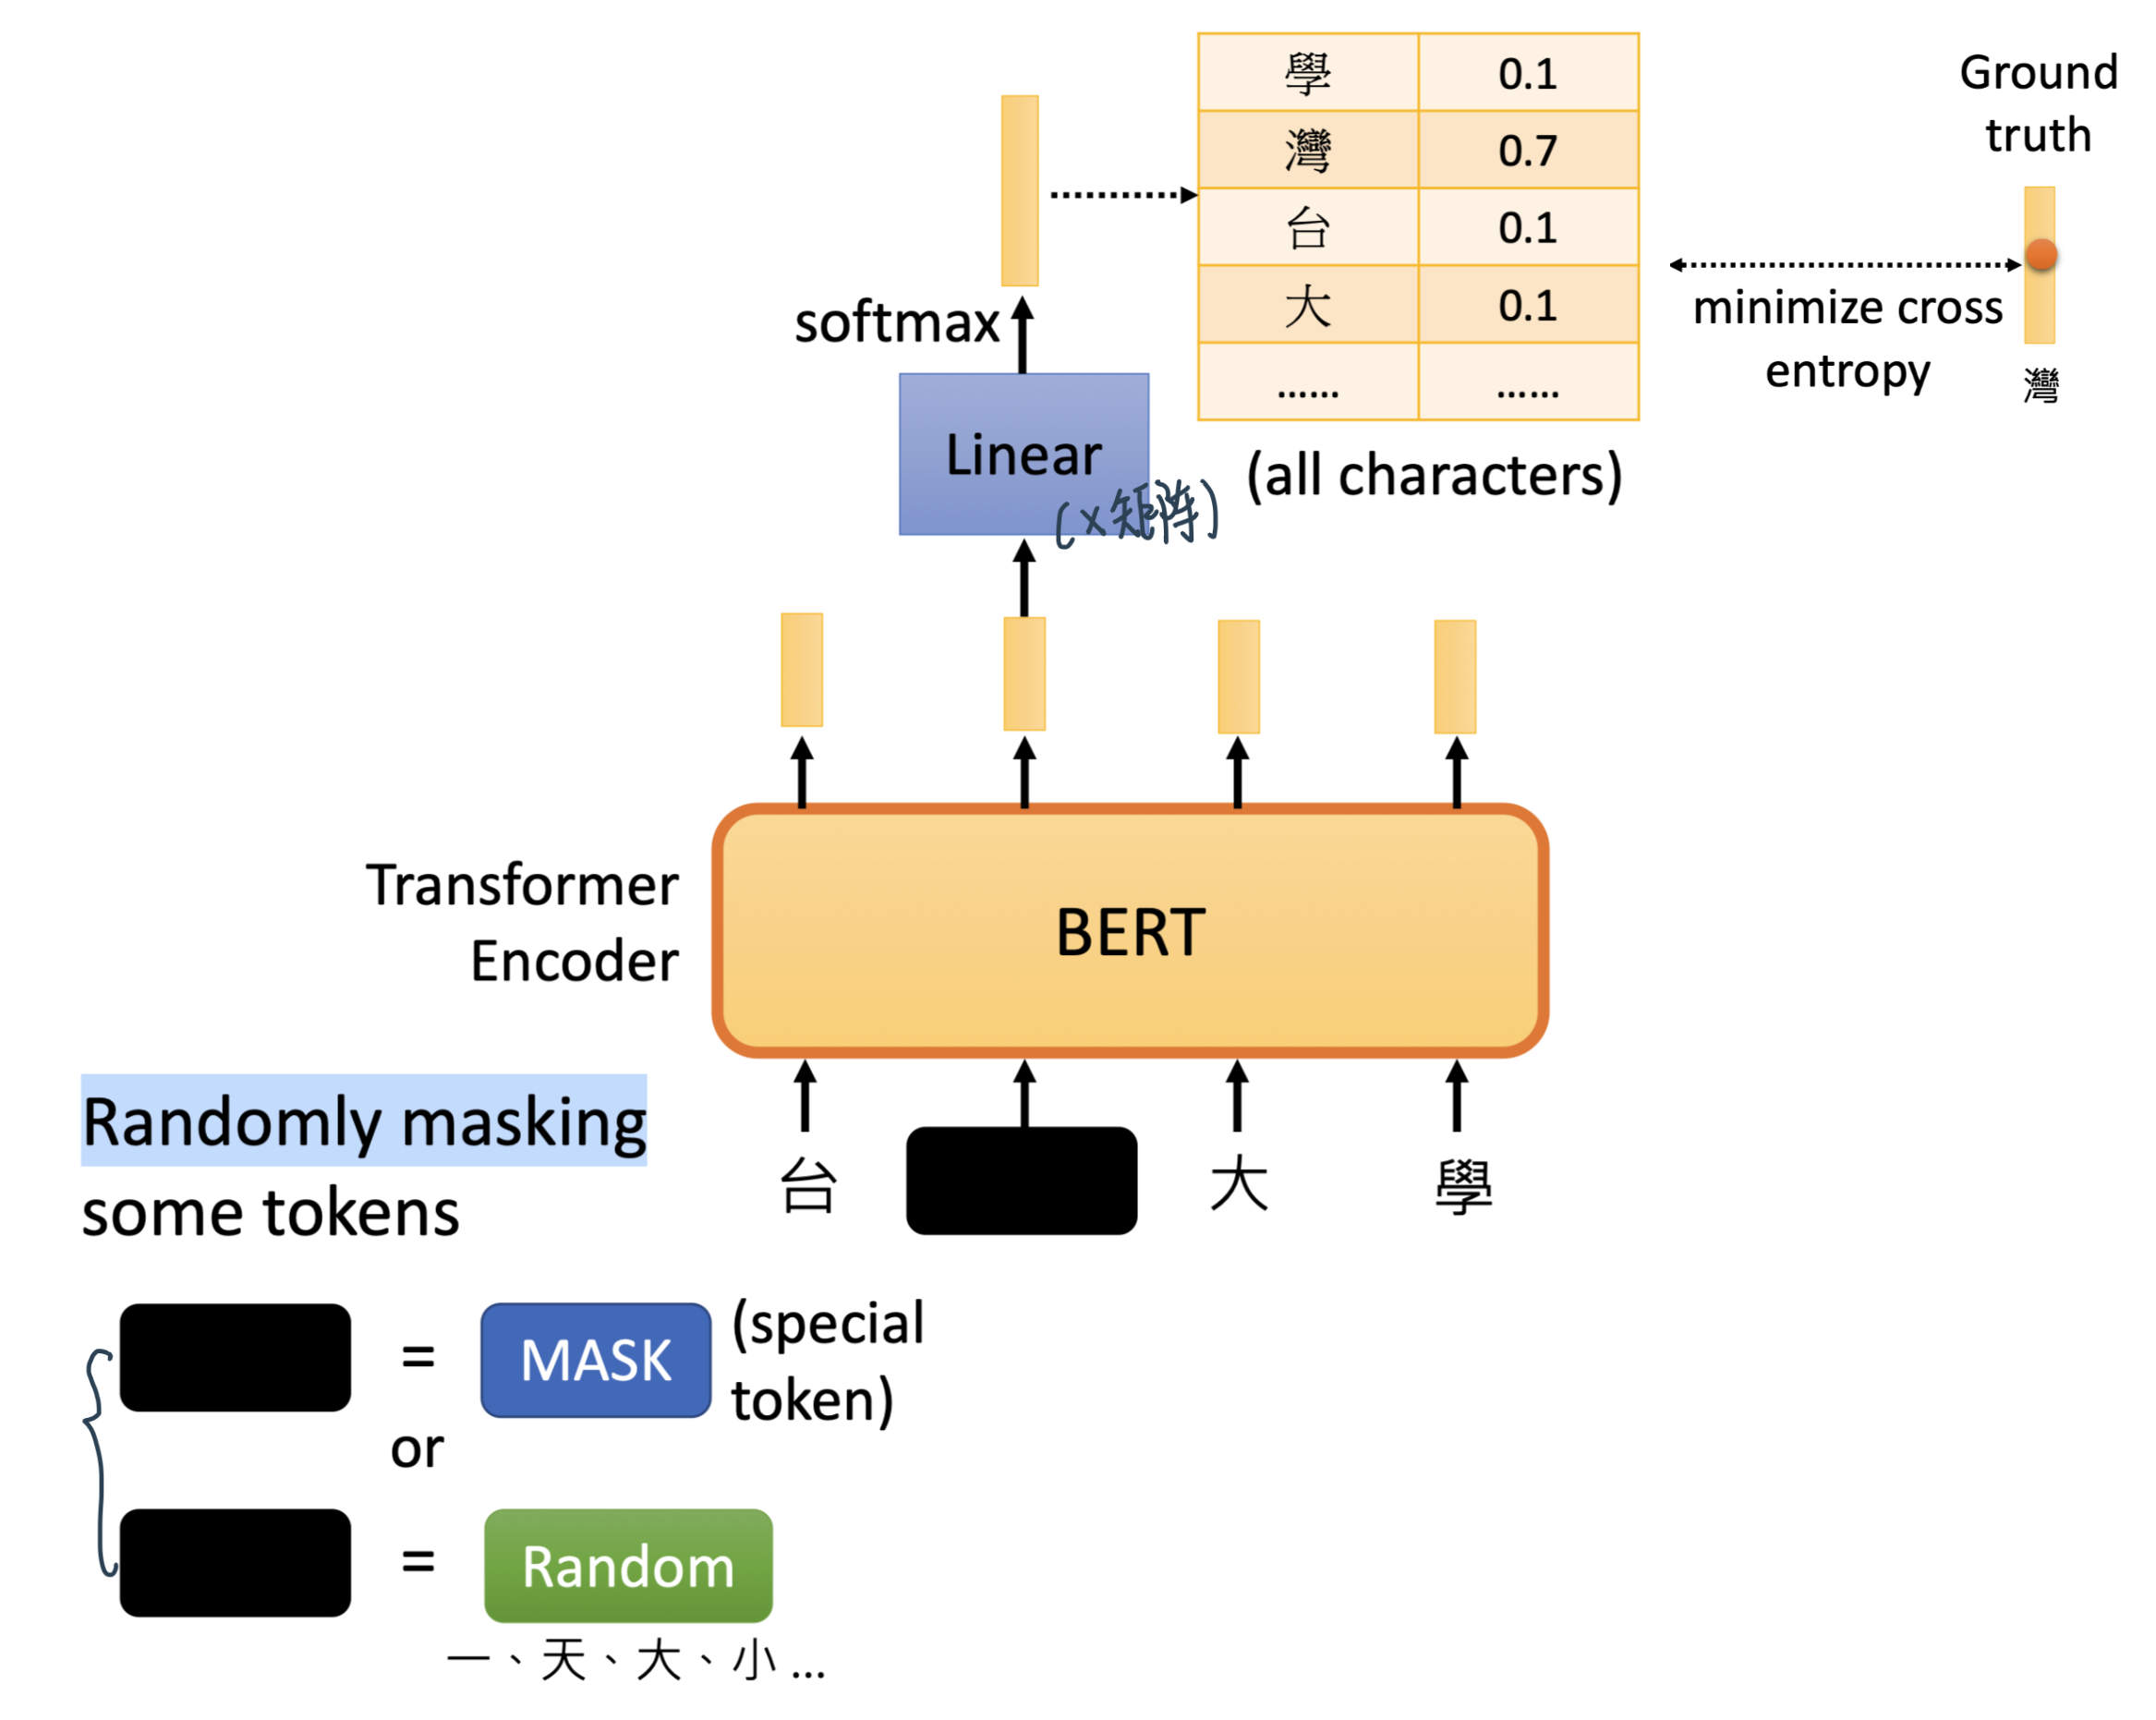 學 0.1
灣 0.7
台 0.1
大 0.1
...... ......
(all characters)
Ground
truth
minimize cross
entropy
灣
softmax
Linear
(×矩阵)
Transformer
Encoder
BERT
Randomly masking
some tokens
台 大 學
= MASK (special
token)
or
= Random
一、天、大、小 ...